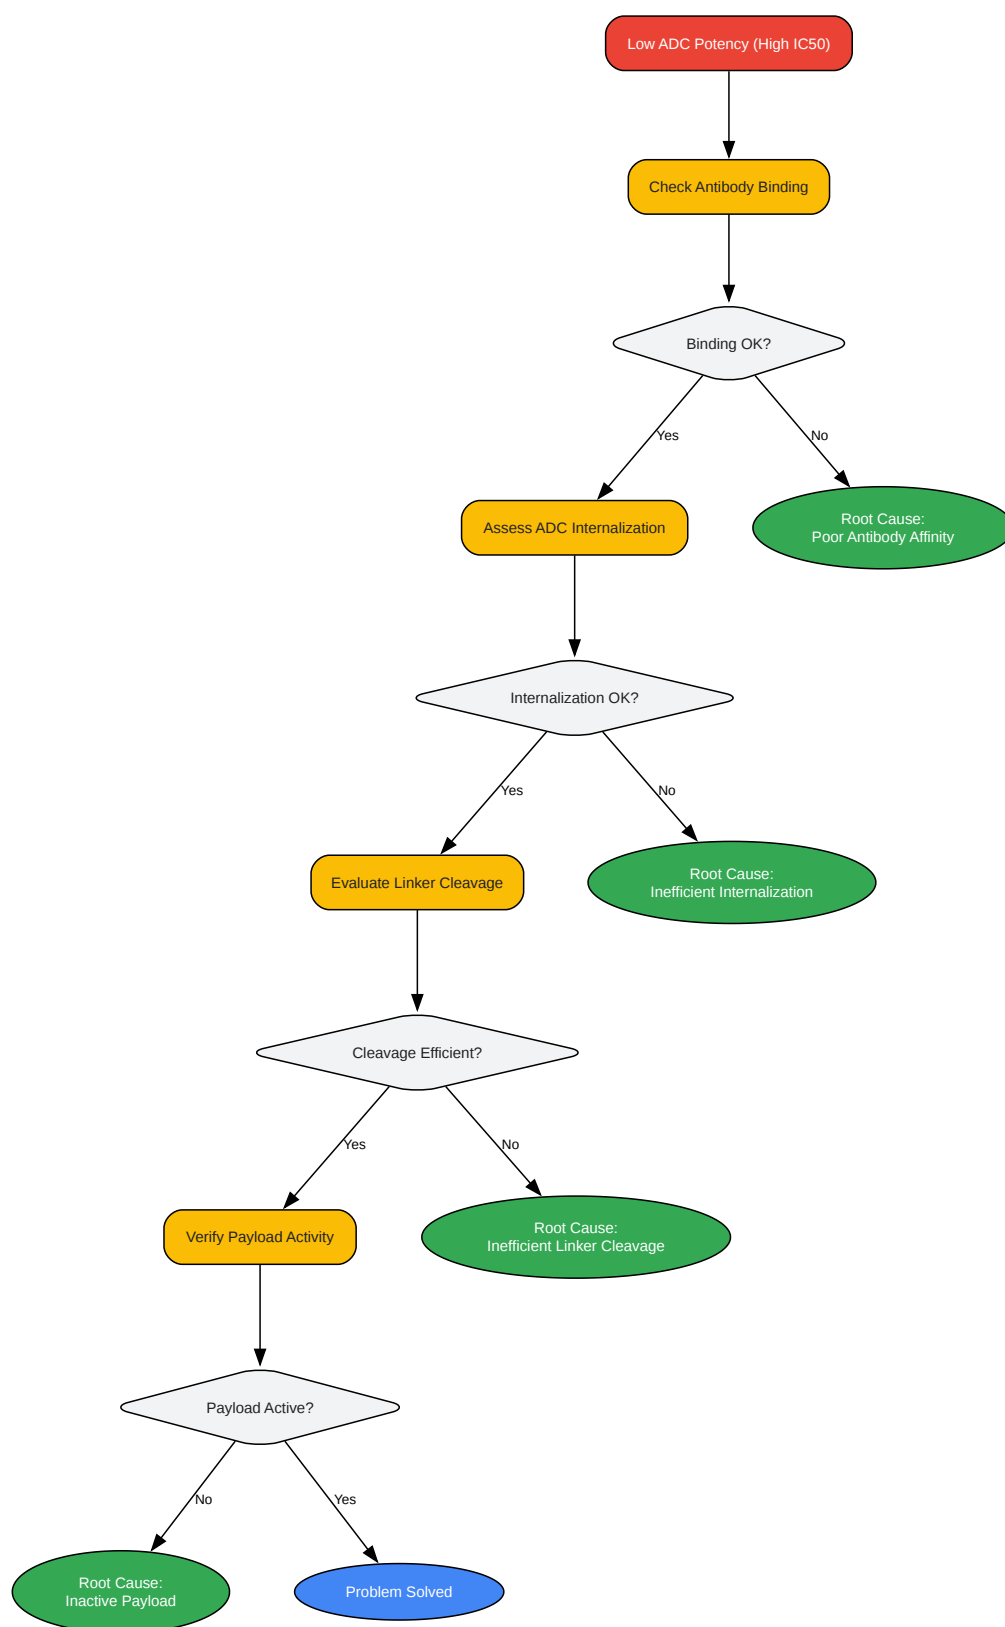 Low ADC Potency (High IC50)
Check Antibody Binding
Binding OK?
Yes
No
Assess ADC Internalization
Root Cause:
Poor Antibody Affinity
Internalization OK?
Yes
No
Evaluate Linker Cleavage
Root Cause:
Inefficient Internalization
Cleavage Efficient?
Yes
No
Verify Payload Activity
Root Cause:
Inefficient Linker Cleavage
Payload Active?
No
Yes
Root Cause:
Inactive Payload
Problem Solved